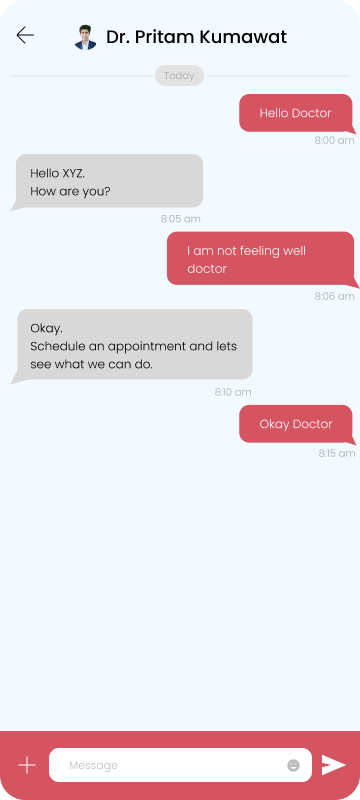 Dr. Pritam Kumawat
Today
Hello Doctor
8:00 am
Hello XYZ.
How are you?
8:05 am
I am not feeling well
doctor
8:06 am
Okay.
Schedule an appointment and lets
see what we can do.
8:10 am
Okay Doctor
8:15 am
Message